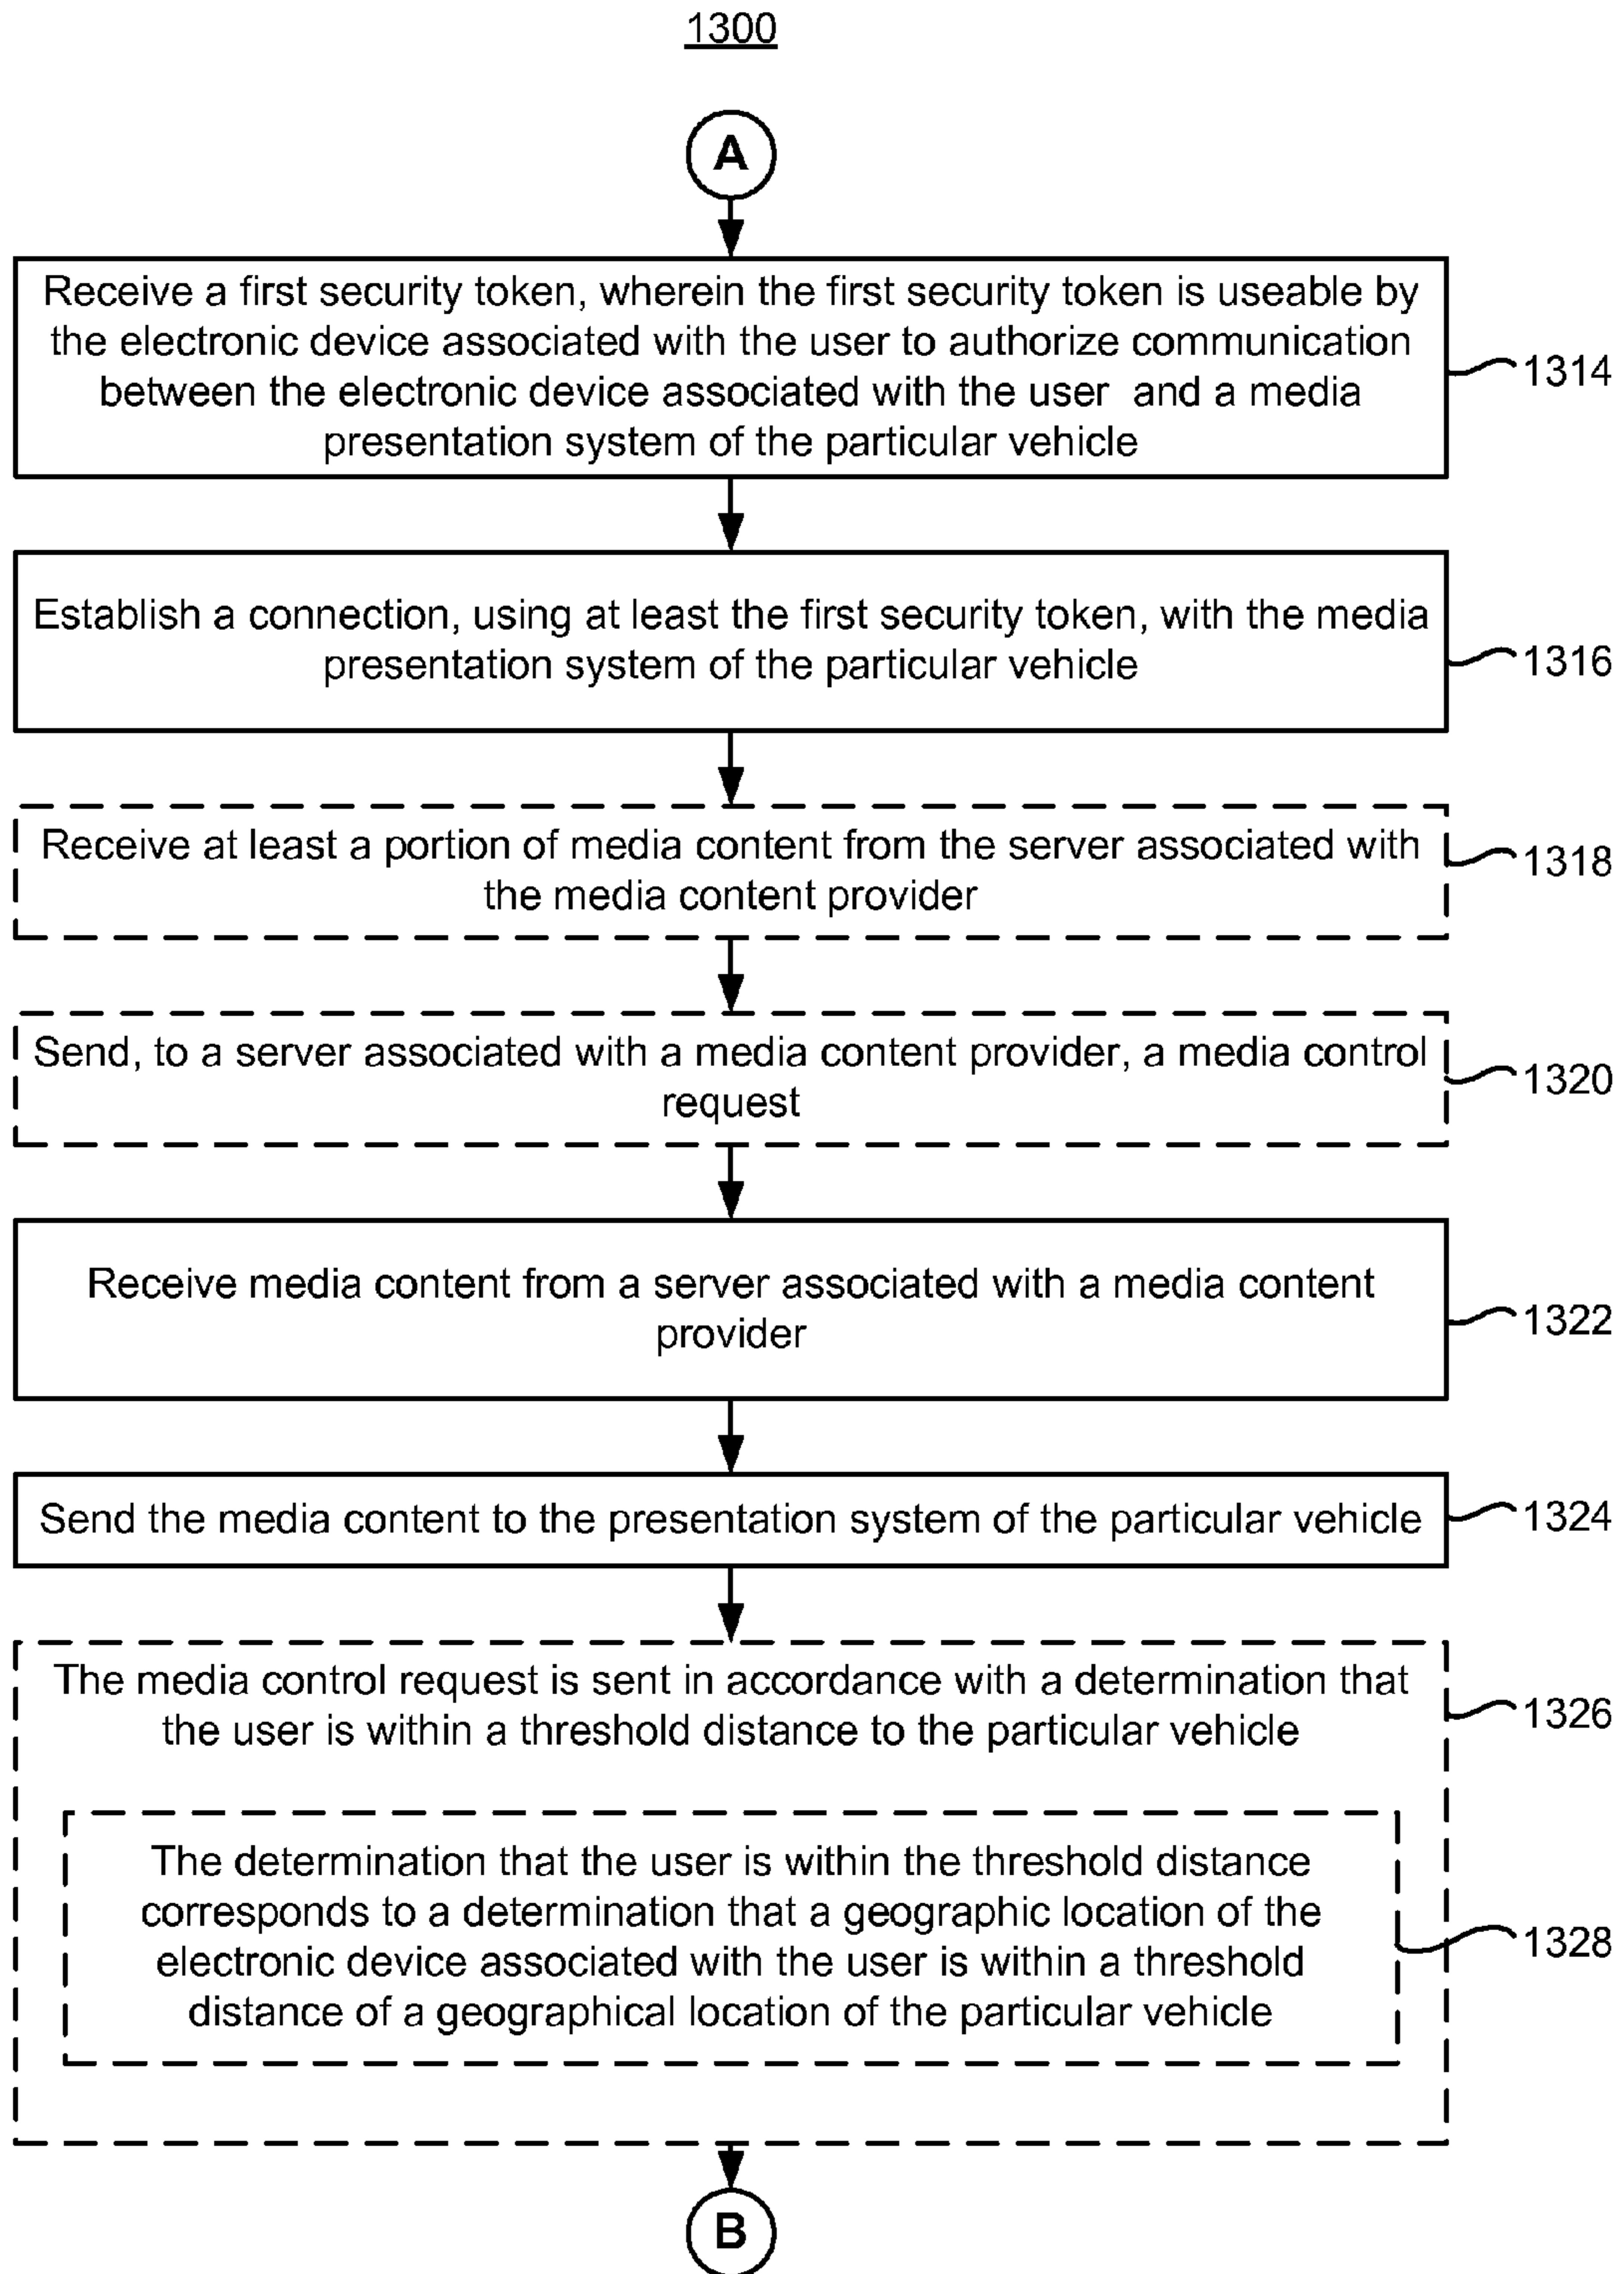 1300
A
Receive a first security token, wherein the first security token is useable by
the electronic device associated with the user to authorize communication
between the electronic device associated with the user and a media
presentation system of the particular vehicle
1314
Establish a connection, using at least the first security token, with the media
presentation system of the particular vehicle
1316
Receive at least a portion of media content from the server associated with
the media content provider
1318
Send, to a server associated with a media content provider, a media control
request
1320
Receive media content from a server associated with a media content
provider
1322
Send the media content to the presentation system of the particular vehicle
1324
The media control request is sent in accordance with a determination that
the user is within a threshold distance to the particular vehicle
1326
The determination that the user is within the threshold distance
corresponds to a determination that a geographic location of the
electronic device associated with the user is within a threshold
distance of a geographical location of the particular vehicle
1328
B